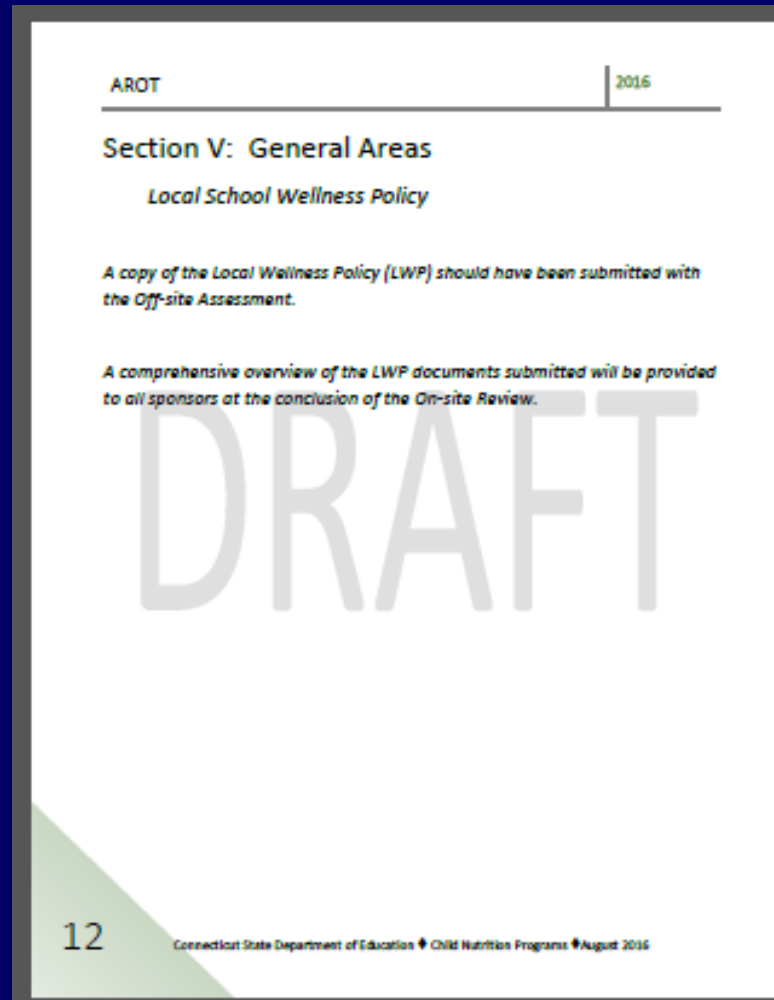 AROT
2016
Section V: General Areas
Local School Wellness Policy
A copy of the Local Wellness Policy (LWP) should have been submitted with
the Off-site Assessment.
A comprehensive overview of the LWP documents submitted will be provided
to all sponsors at the conclusion of the On-site Review.
DRAFT
12
Connecticut State Department of Education ♦ Child Nutrition Programs ♦August 2016